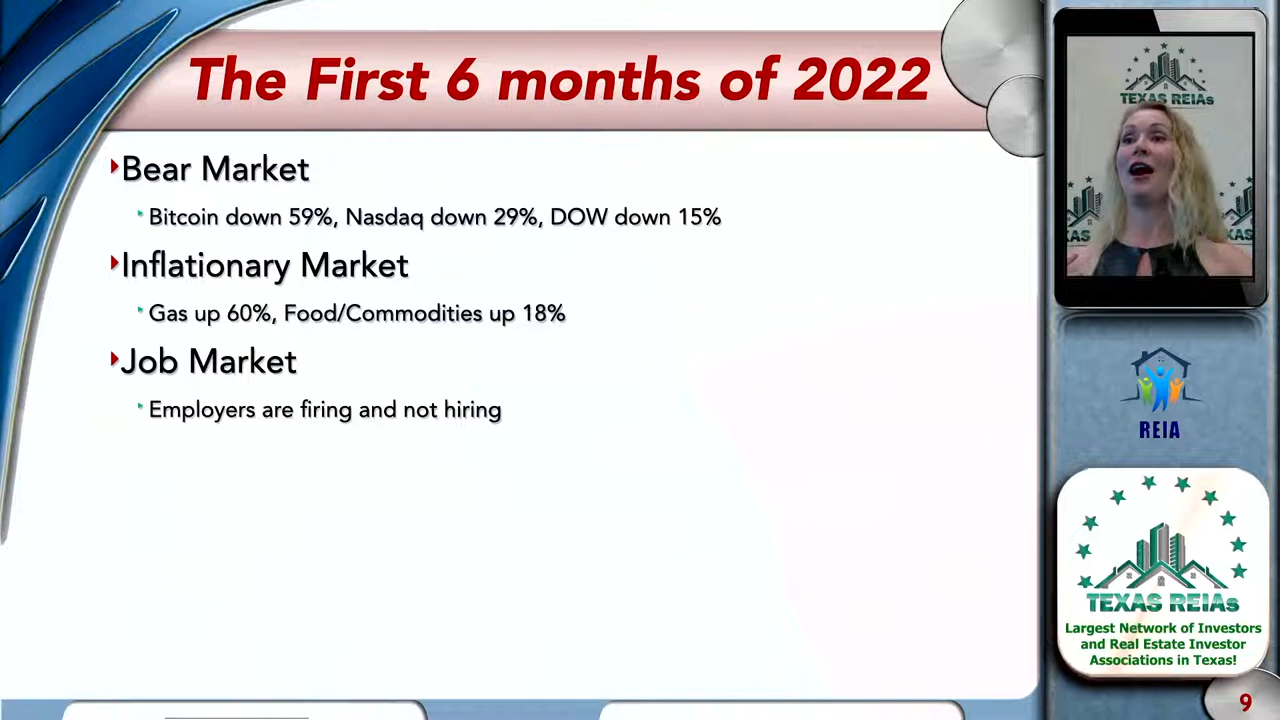 The First 6 months of 2022
Bear Market
Bitcoin down 59%, Nasdaq down 29%, DOW down 15%
Inflationary Market
Gas up 60%, Food/Commodities up 18%
Job Market
Employers are firing and not hiring
TEXAS REIAs
XAS
XAS
REIA
TEXAS REIAs
Largest Network of Investors
and Real Estate Investor
Associations in Texas!
9